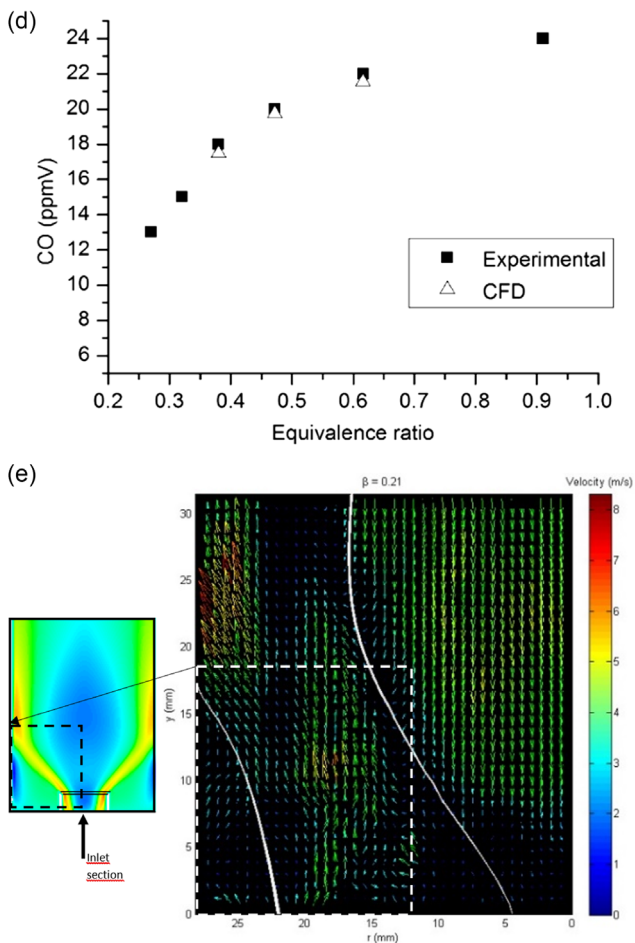 (d)
24
22
20
18
16
14
12
10
8
6
CO (ppmV)
Experimental
CFD
0.2 0.3 0.4 0.5 0.6 0.7 0.8 0.9 1.0
Equivalence ratio
(e)
β = 0.21
Velocity (m/s)
30
25
20
15
10
5
0
y (mm)
25 20 15 10 5 0
r (mm)
8
7
6
5
4
3
2
1
0
Inlet
section